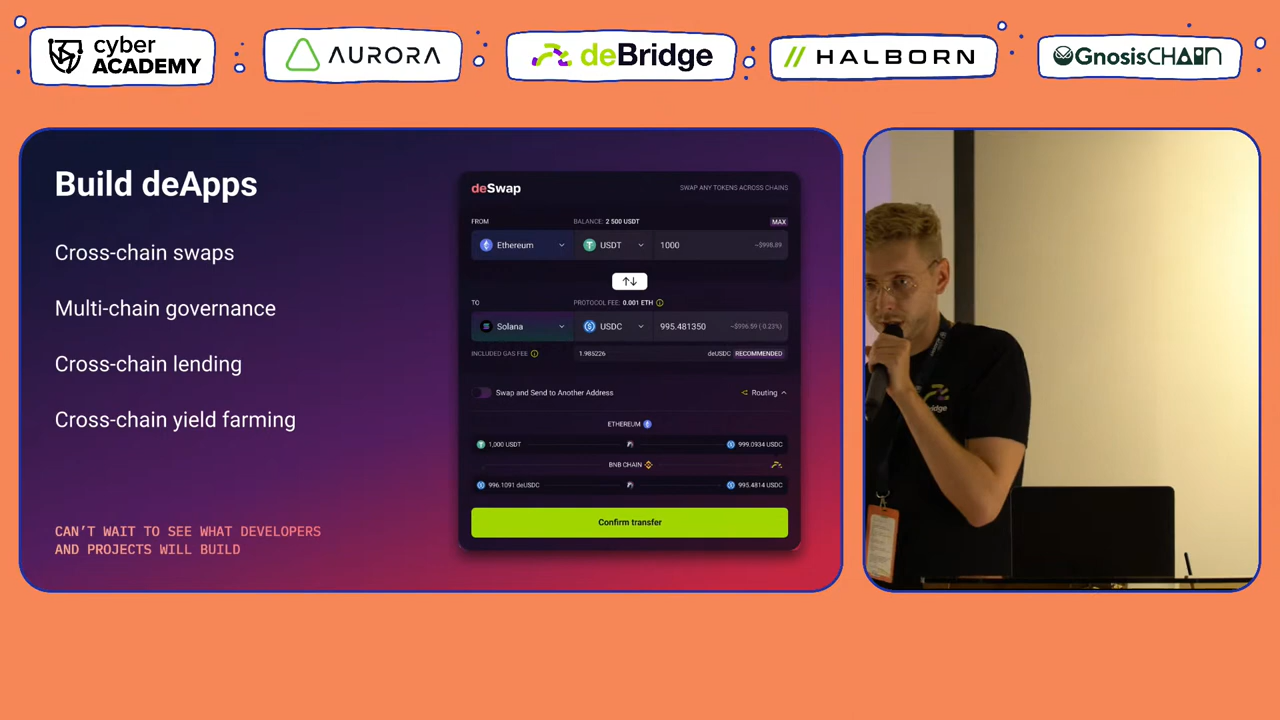 cyber
ACADEMY
AURORA
deBridge
HALBORN
GnosisCHAIN
Build deApps
Cross-chain swaps
Multi-chain governance
Cross-chain lending
Cross-chain yield farming
CAN'T WAIT TO SEE WHAT DEVELOPERS
AND PROJECTS WILL BUILD
deSwap
SWAP ANY TOKENS ACROSS CHAINS
FROM
BALANCE: 2 500 USDT
MAX
Ethereum
USDT
1000
~$998.89
TO
PROTOCOL FEE: 0.001 ETH
Solana
USDC
995.481350
~$996.59 (-0.23%)
INCLUDED GAS FEE
1.985226
deUSDC RECOMMENDED
Swap and Send to Another Address
Routing
ETHEREUM
1,000 USDT
999.0934 USDC
BNB CHAIN
996.1091 deUSDC
995.4814 USDC
Confirm transfer